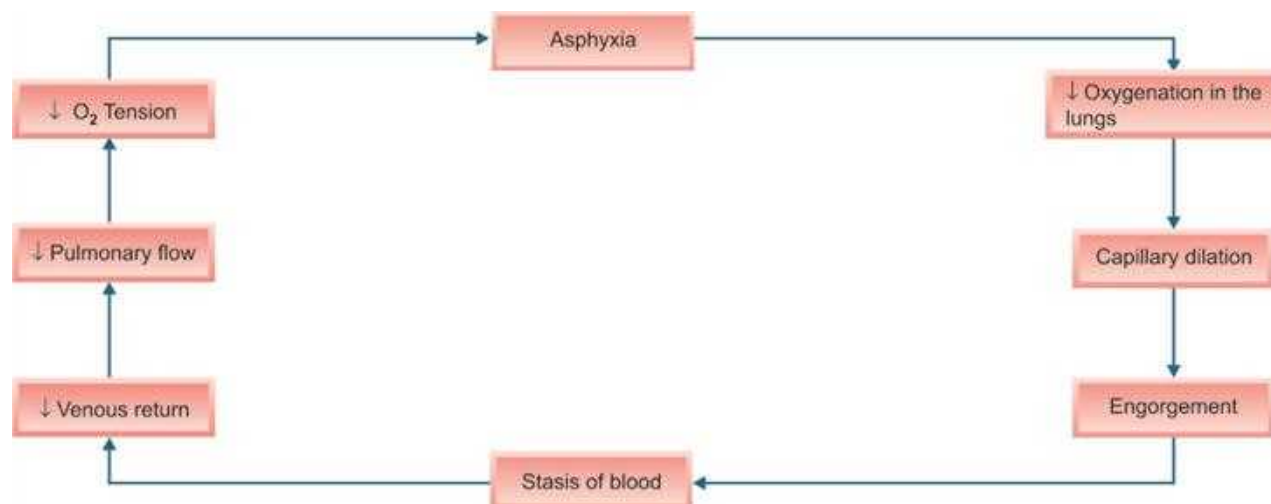 Asphyxia
↓ Oxygenation in the
lungs
Capillary dilation
Engorgement
Stasis of blood
↓ Venous return
↓ Pulmonary flow
↓ O₂ Tension